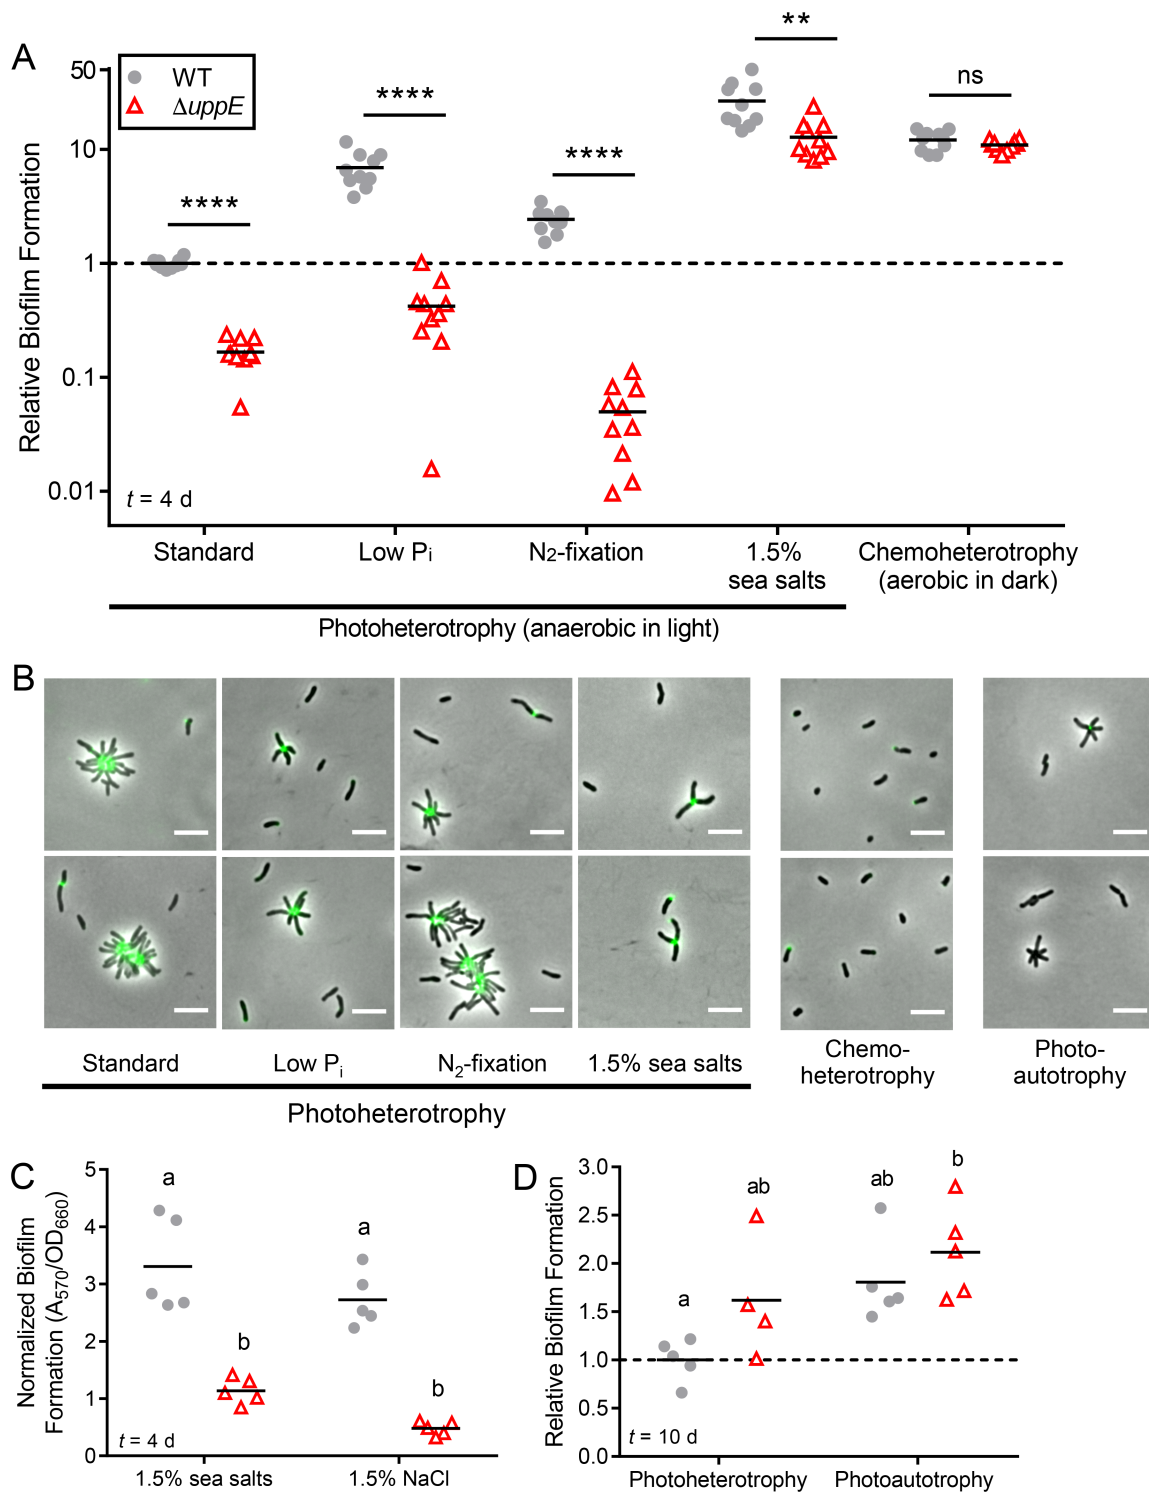 A
WT
ΔuppE
**
ns
****
****
****
50
10
1
0.1
0.01
Relative Biofilm Formation
t = 4 d
Standard
Low Pi
N2-fixation
1.5%
sea salts
Chemoheterotrophy
(aerobic in dark)
Photoheterotrophy (anaerobic in light)
B
Standard
Low Pi
N2-fixation
1.5% sea salts
Photoheterotrophy
Chemo-
heterotrophy
Photo-
autotrophy
C
Normalized Biofilm
Formation (A570/OD660)
5
4
3
2
1
0
a
b
a
b
t = 4 d
1.5% sea salts
1.5% NaCl
D
Relative Biofilm Formation
3.0
2.5
2.0
1.5
1.0
0.5
0.0
a
ab
ab
b
t = 10 d
Photoheterotrophy
Photoautotrophy